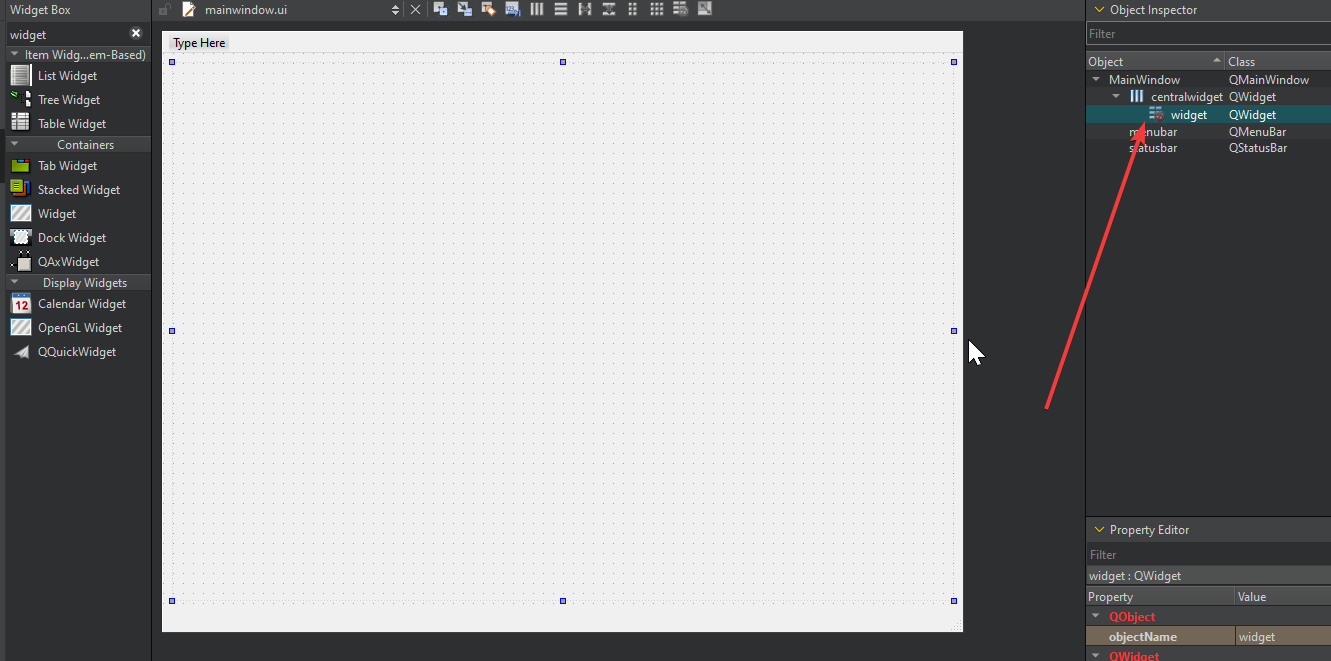 Widget Box
widget
Item Widg...em-Based)
List Widget
Tree Widget
Table Widget
Containers
Tab Widget
Stacked Widget
Widget
Dock Widget
QAxWidget
Display Widgets
12
Calendar Widget
OpenGL Widget
QQuickWidget
mainwindow.ui
Type Here
Object Inspector
Filter
Object Class
MainWindow QMainWindow
centralwidget QWidget
widget QWidget
menubar QMenuBar
statusbar QStatusBar
Property Editor
Filter
widget : QWidget
Property Value
QObject
objectName widget
QWidget